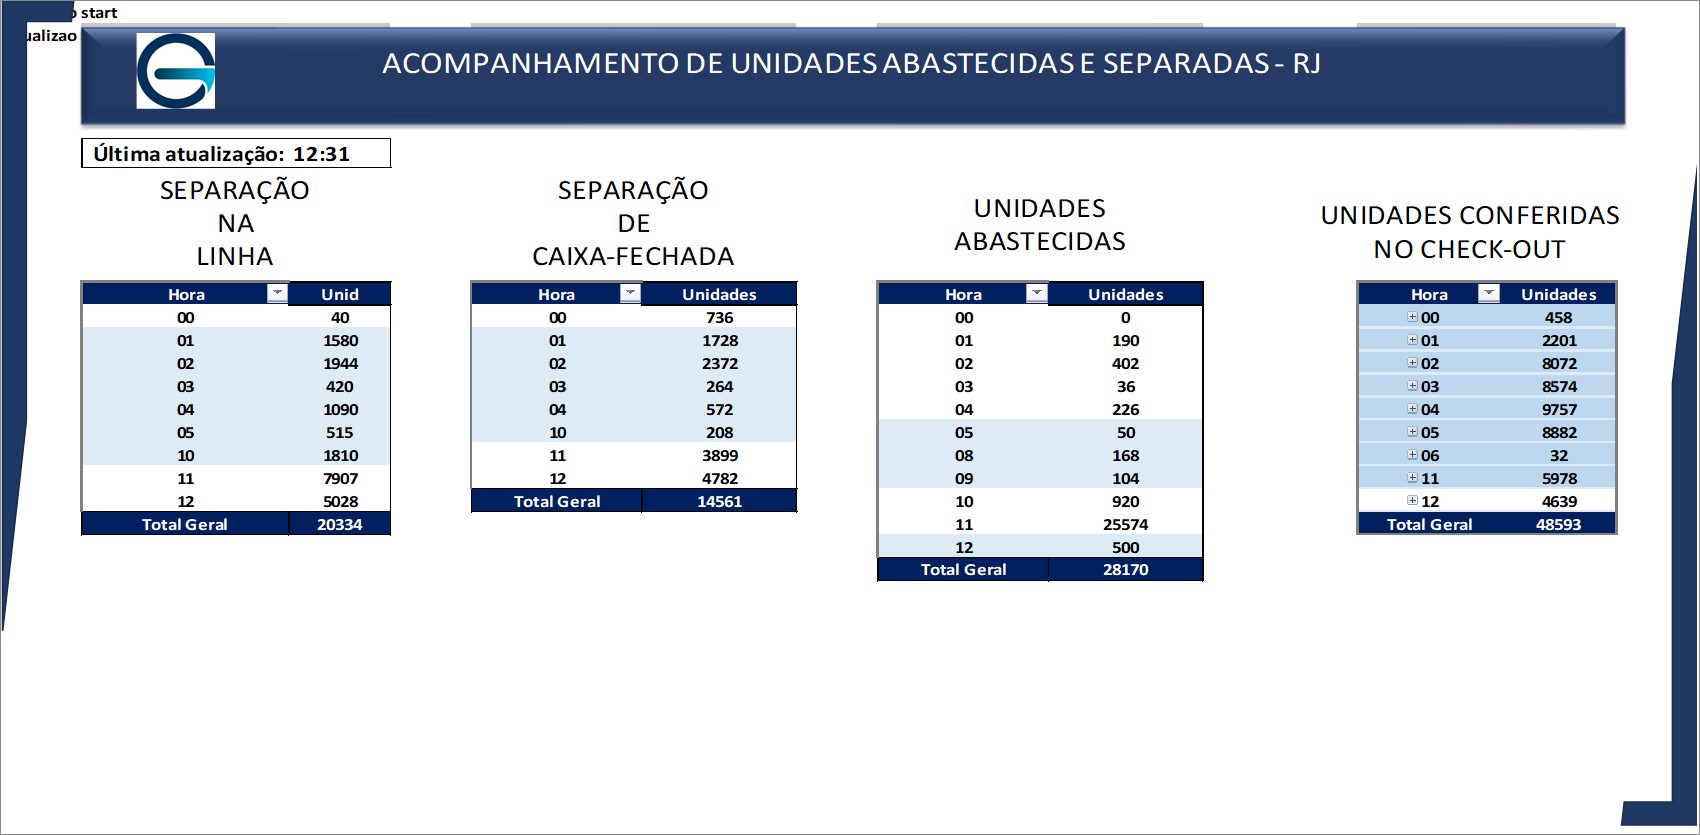 start
ualizao
ACOMPANHAMENTO DE UNIDADES ABASTECIDAS E SEPARADAS - RJ
Última atualização: 12:31
SEPARAÇÃO
NA
LINHA
Hora Unid
00 40
01 1580
02 1944
03 420
04 1090
05 515
10 1810
11 7907
12 5028
Total Geral 20334
SEPARAÇÃO
DE
CAIXA-FECHADA
Hora Unidades
00 736
01 1728
02 2372
03 264
04 572
10 208
11 3899
12 4782
Total Geral 14561
UNIDADES
ABASTECIDAS
Hora Unidades
00 0
01 190
02 402
03 36
04 226
05 50
08 168
09 104
10 920
11 25574
12 500
Total Geral 28170
UNIDADES CONFERIDAS
NO CHECK-OUT
Hora Unidades
00 458
01 2201
02 8072
03 8574
04 9757
05 8882
06 32
11 5978
12 4639
Total Geral 48593